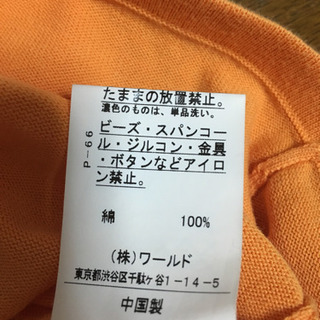 たままの放置禁止。
濃色のものは、単品洗い。
ビーズ・スパンコー
ル・ジルコン・金具
・ボタンなどアイロ
ン禁止。
P-66
綿 100%
(株)ワールド
東京都渋谷区千駄ヶ谷1-14-5
中国製